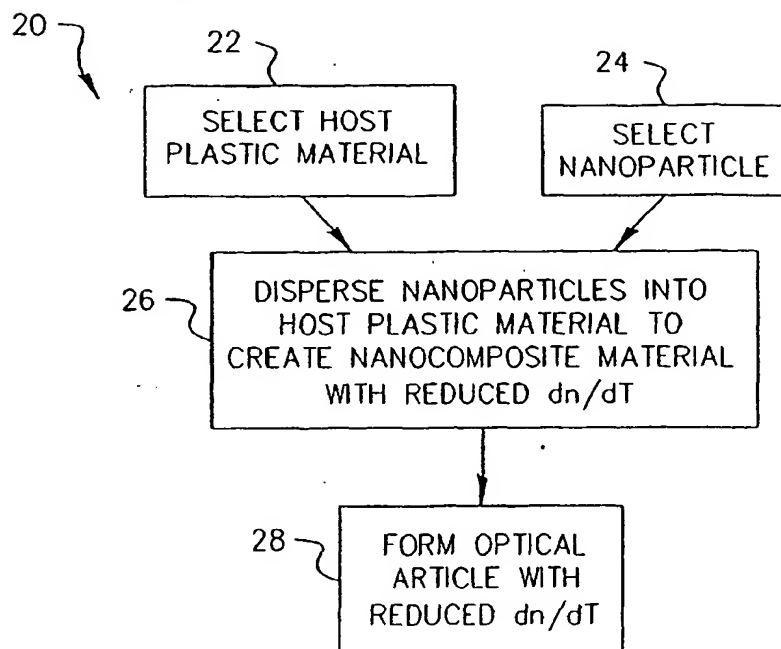 20
22
24
SELECT HOST
PLASTIC MATERIAL
SELECT
NANOPARTICLE
26
DISPERSE NANOPARTICLES INTO
HOST PLASTIC MATERIAL TO
CREATE NANOCOMPOSITE MATERIAL
WITH REDUCED dn/dT
28
FORM OPTICAL
ARTICLE WITH
REDUCED dn/dT